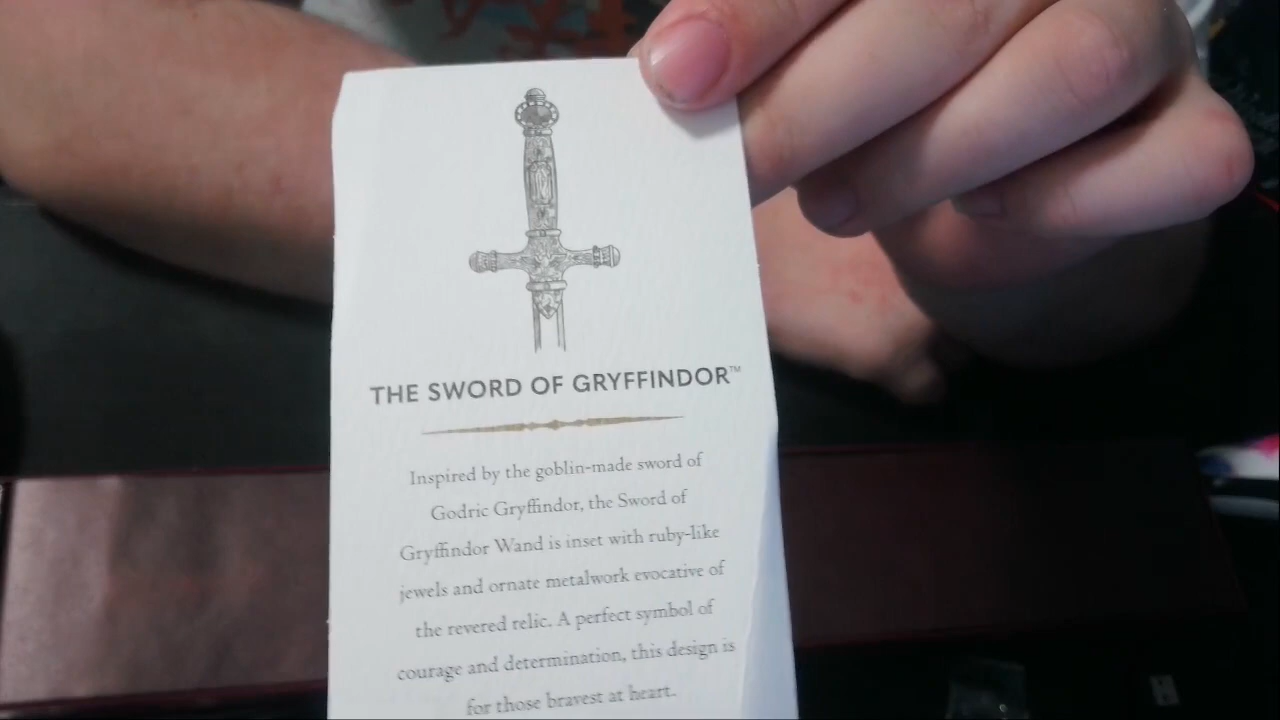 THE SWORD OF GRYFFINDOR™
Inspired by the goblin-made sword of
Godric Gryffindor, the Sword of
Gryffindor Wand is inset with ruby-like
jewels and ornate metalwork evocative of
the revered relic. A perfect symbol of
courage and determination, this design is
for those bravest at heart.